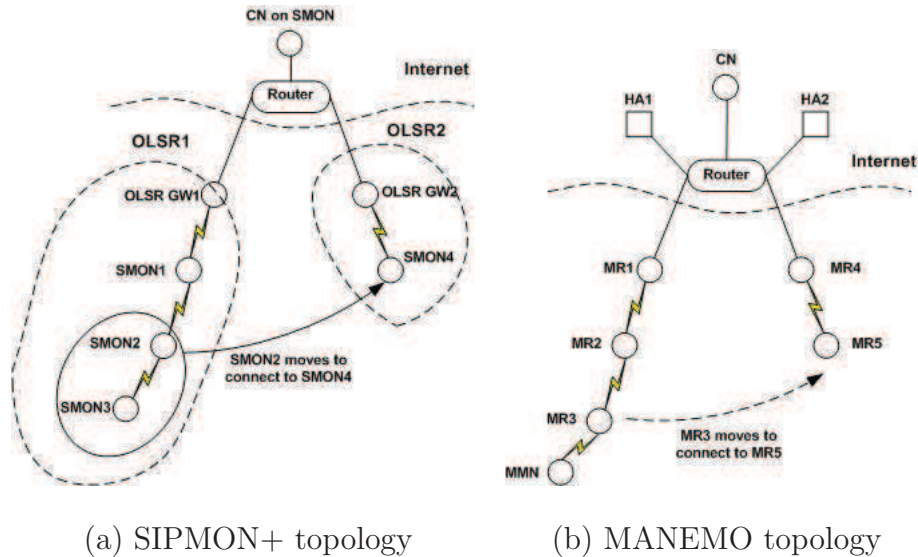 CN on SMON
Internet
Router
OLSR1
OLSR2
OLSR GW1
OLSR GW2
SMON1
SMON4
SMON2
SMON2 moves to
connect to SMON4
SMON3
CN
HA1
HA2
Router
Internet
MR1
MR4
MR2
MR5
MR3
MR3 moves to
connect to MR5
MMN
(a) SIPMON+ topology
(b) MANEMO topology